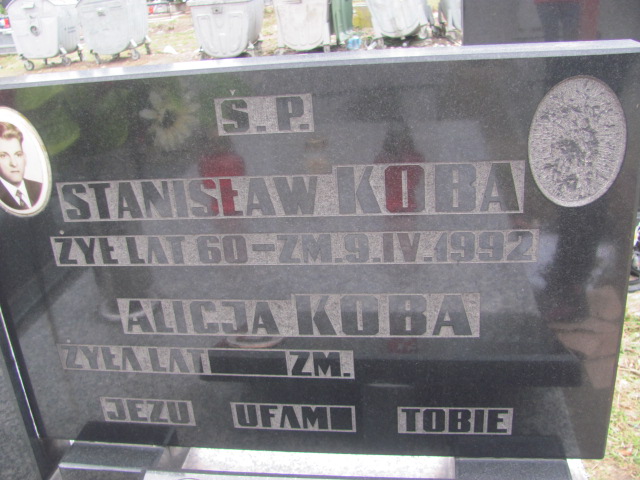 Ś.P.
STANISŁAW KOBA
ŻYŁ LAT 60-ZM.9.IV.1992
ALICJA KOBA
ŻYŁA LAT ZM.
JEZU UFAM TOBIE